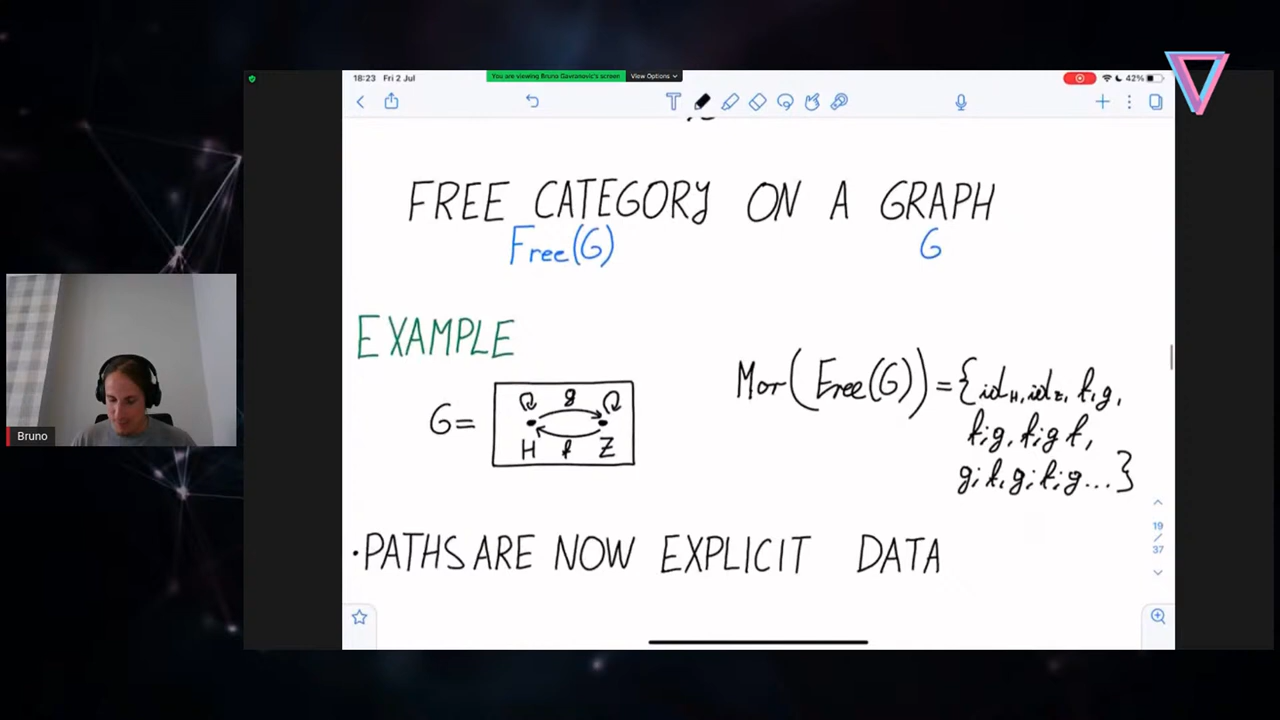 18:23 Fri 2 Jul
You are viewing Bruno Gavranovic's screen View Options
42%
FREE CATEGORY ON A GRAPH
Free(G) G
EXAMPLE
G=
g
H f Z
Mor(Free(G))={id_H, id_Z, f, g,
f;g, f;g f,
g;f, g;f;g...}
·PATHS ARE NOW EXPLICIT DATA
19
/
37
Bruno